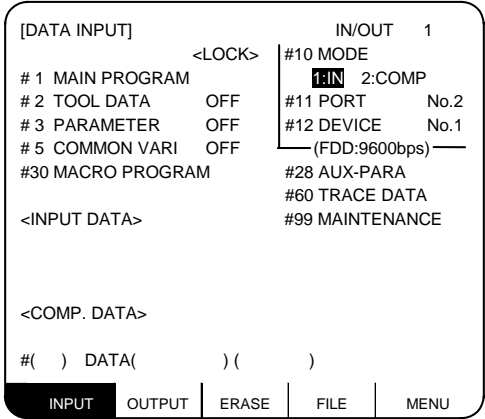 [DATA INPUT] IN/OUT 1
<LOCK> #10 MODE
# 1 MAIN PROGRAM 1:IN 2:COMP
# 2 TOOL DATA OFF #11 PORT No.2
# 3 PARAMETER OFF #12 DEVICE No.1
# 5 COMMON VARI OFF (FDD:9600bps)
#30 MACRO PROGRAM #28 AUX-PARA
#60 TRACE DATA
<INPUT DATA> #99 MAINTENANCE
<COMP. DATA>
#( ) DATA( ) ( )
INPUT OUTPUT ERASE FILE MENU